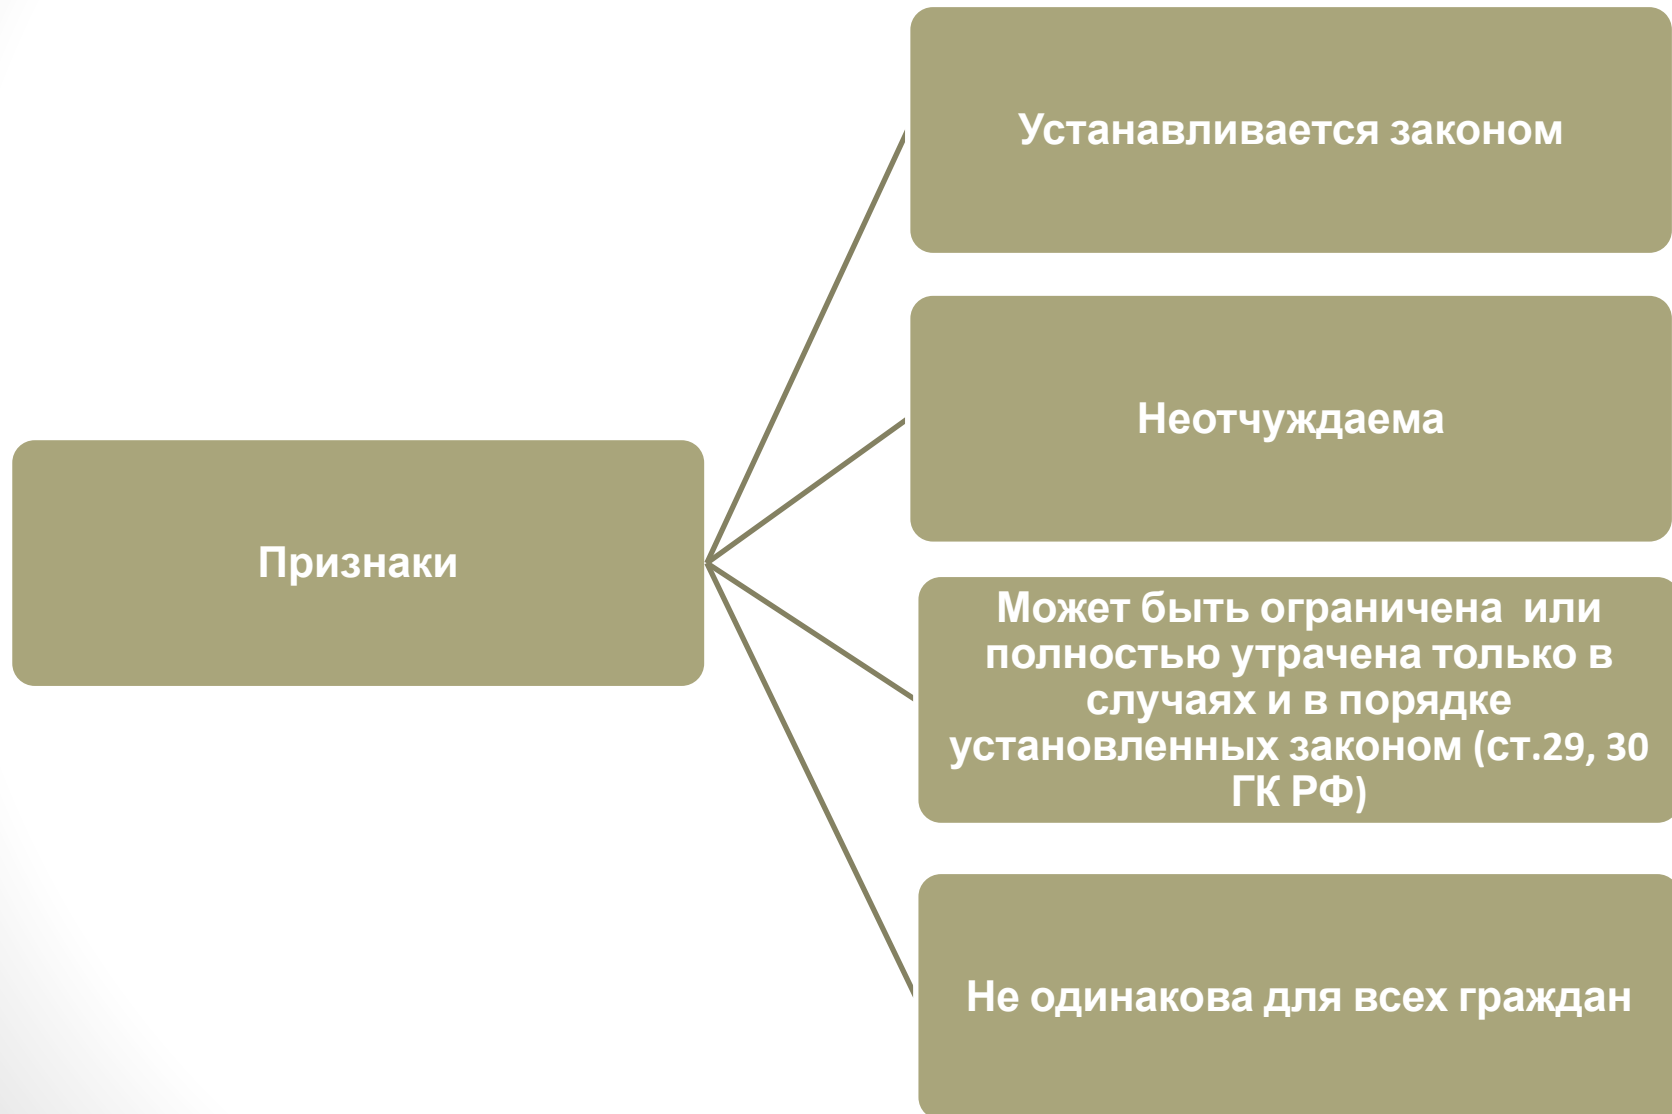 Признаки
Устанавливается законом
Неотчуждаема
Может быть ограничена  или
полностью утрачена только в
случаях и в порядке
установленных законом (ст.29, 30
ГК РФ)
Не одинакова для всех граждан